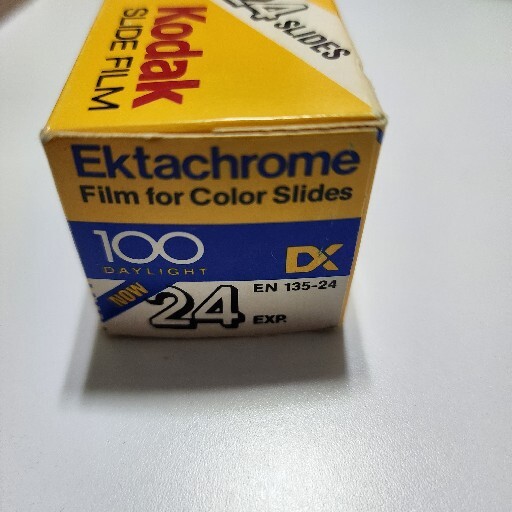 24 SLIDES
Kodak
SLIDE FILM
Ektachrome
Film for Color Slides
100
DAYLIGHT
DX
NOW
24 EXP.
EN 135-24